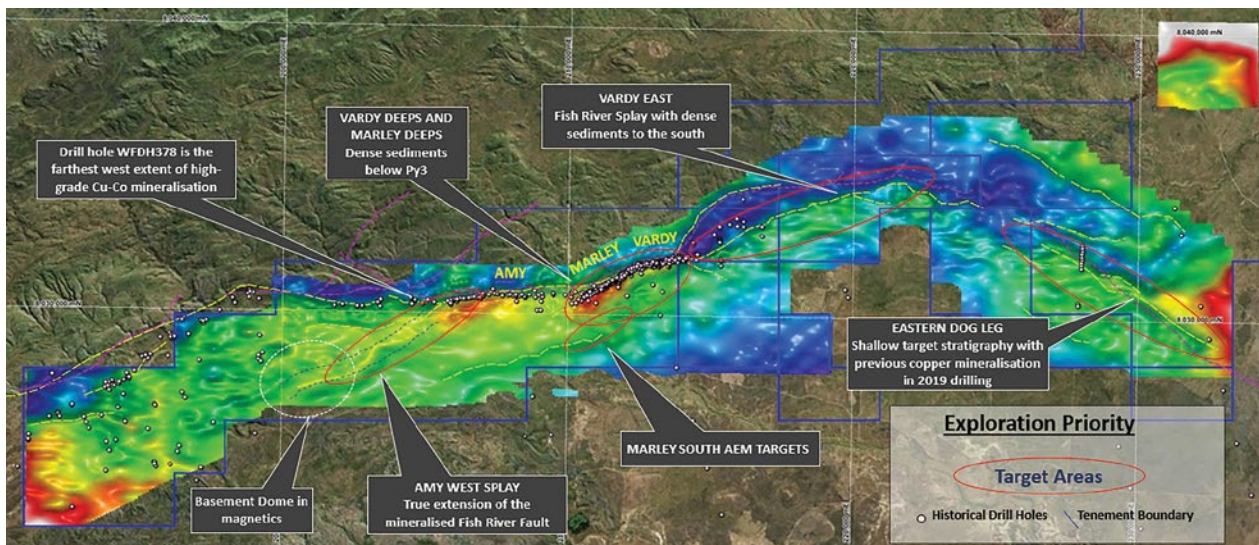 8,040,000 mN
8,040,000 mN
VARDY EAST
Fish River Splay with dense
sediments to the south
VARDY DEEPS AND
MARLEY DEEPS
Dense sediments
below Py3
Drill hole WFDH378 is the
farthest west extent of high-
grade Cu-Co mineralisation
AMY
MARLEY
VARDY
8,030,000 mN
8,030,000 mN
EASTERN DOG LEG
Shallow target stratigraphy with
previous copper mineralisation
in 2019 drilling
MARLEY SOUTH AEM TARGETS
AMY WEST SPLAY
True extension of the
mineralised Fish River Fault
Basement Dome in
magnetics
Exploration Priority
Target Areas
Historical Drill Holes
Tenement Boundary